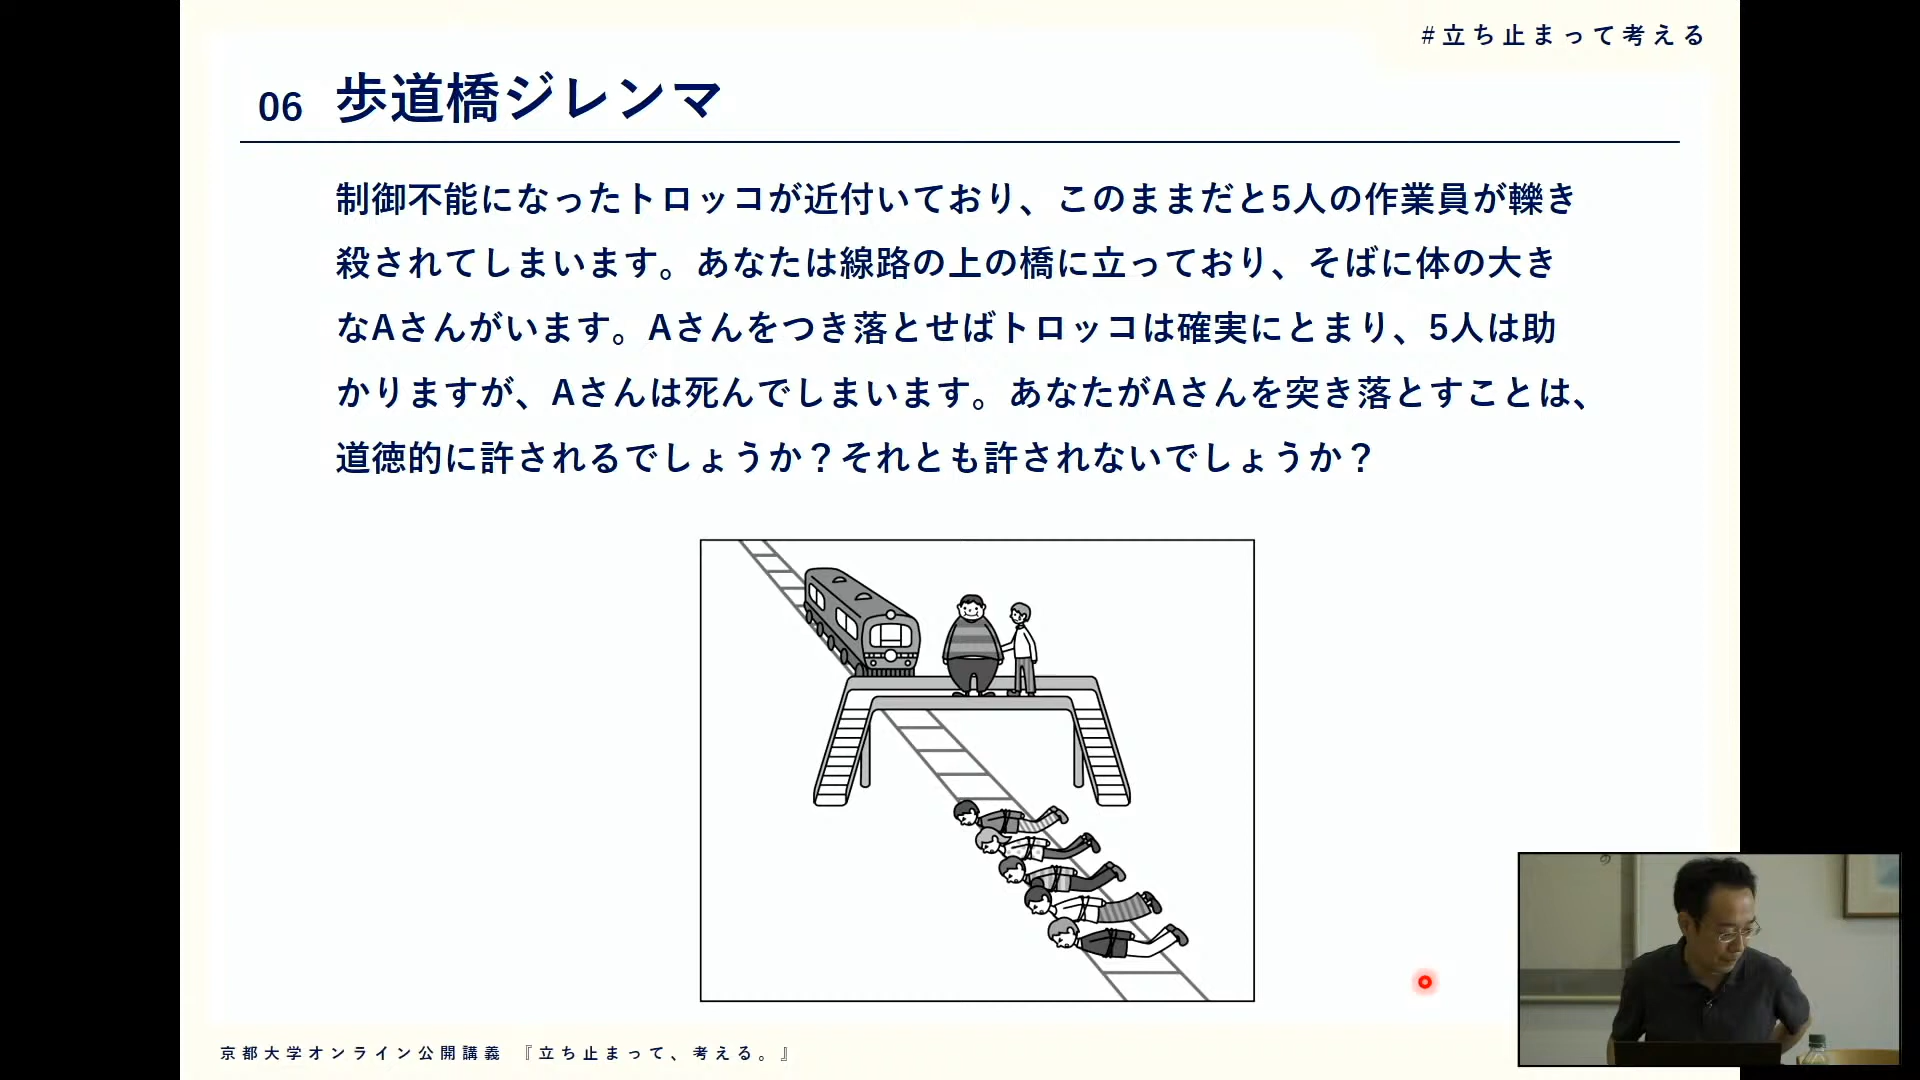 #立ち止まって考える
06 歩道橋ジレンマ
制御不能になったトロッコが近付いており、このままだと5人の作業員が轢き
殺されてしまいます。あなたは線路の上の橋に立っており、そばに体の大き
なAさんがいます。Aさんをつき落とせばトロッコは確実にとまり、5人は助
かりますが、Aさんは死んでしまいます。あなたがAさんを突き落とすことは、
道徳的に許されるでしょうか？それとも許されないでしょうか？
京都大学オンライン公開講義 『立ち止まって、考える。』